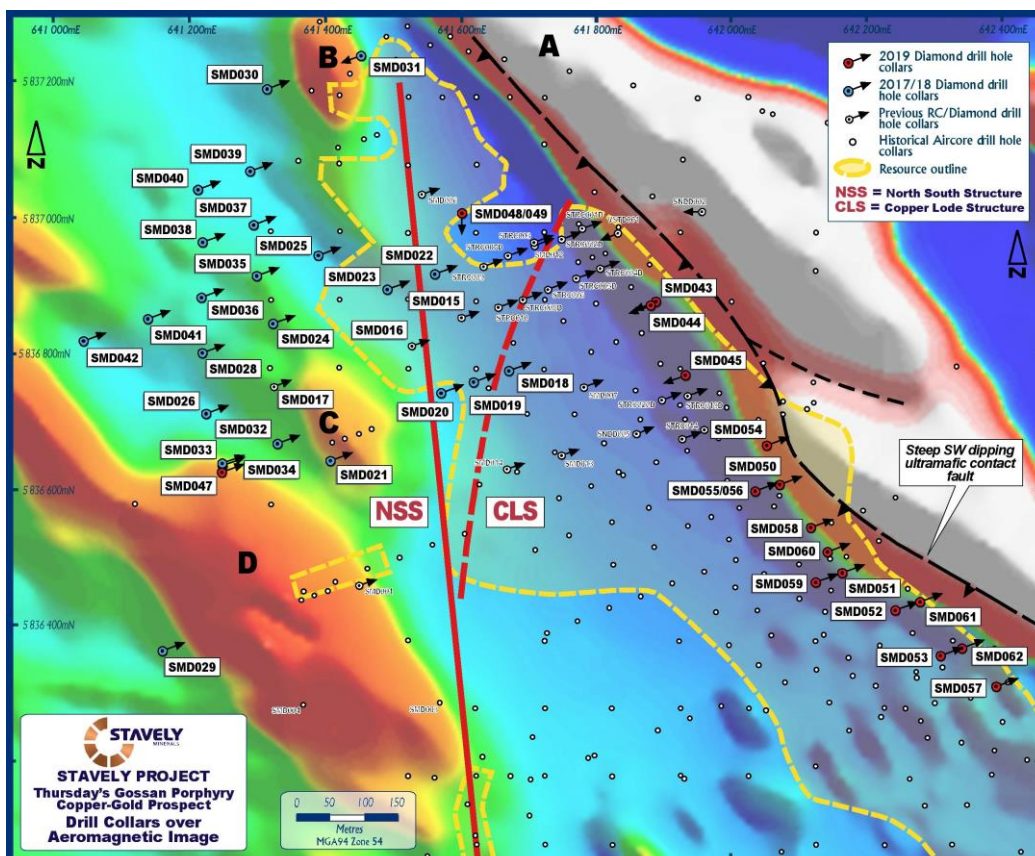 641 000mE
641 200mE
641 400mE
641 600mE
641 800mE
642 000mE
642 200mE
642 400mE
5 837 200mN
5 837 000mN
5 836 800mN
5 836 600mN
5 836 400mN
A
B
C
D
N
N
2019 Diamond drill hole
collars
2017/18 Diamond drill
hole collars
Previous RC/Diamond drill
hole collars
Historical Aircore drill hole
collars
Resource outline
NSS = North South Structure
CLS = Copper Lode Structure
SMD030
SMD031
SMD039
SMD040
SMD037
SMD038
SMD025
SMD048/049
SMD022
SMD023
SMD035
SMD015
SMD043
SMD036
SMD044
SMD016
SMD041
SMD024
SMD042
SMD028
SMD045
SMD018
SMD017
SMD019
SMD020
SMD026
SMD032
SMD054
SMD033
SMD034
SMD021
SMD050
SMD047
SMD055/056
NSS
CLS
Steep SW dipping
ultramafic contact
fault
SMD058
SMD060
SMD059
SMD051
SMD052
SMD061
SMD053
SMD062
SMD029
SMD057
SNDD002
STRC014
SMD001
SMD003
STAVELY
MINERALS
STAVELY PROJECT
Thursday's Gossan Porphyry
Copper-Gold Prospect
Drill Collars over
Aeromagnetic Image
0 50 100 150
Metres
MGA94 Zone 54